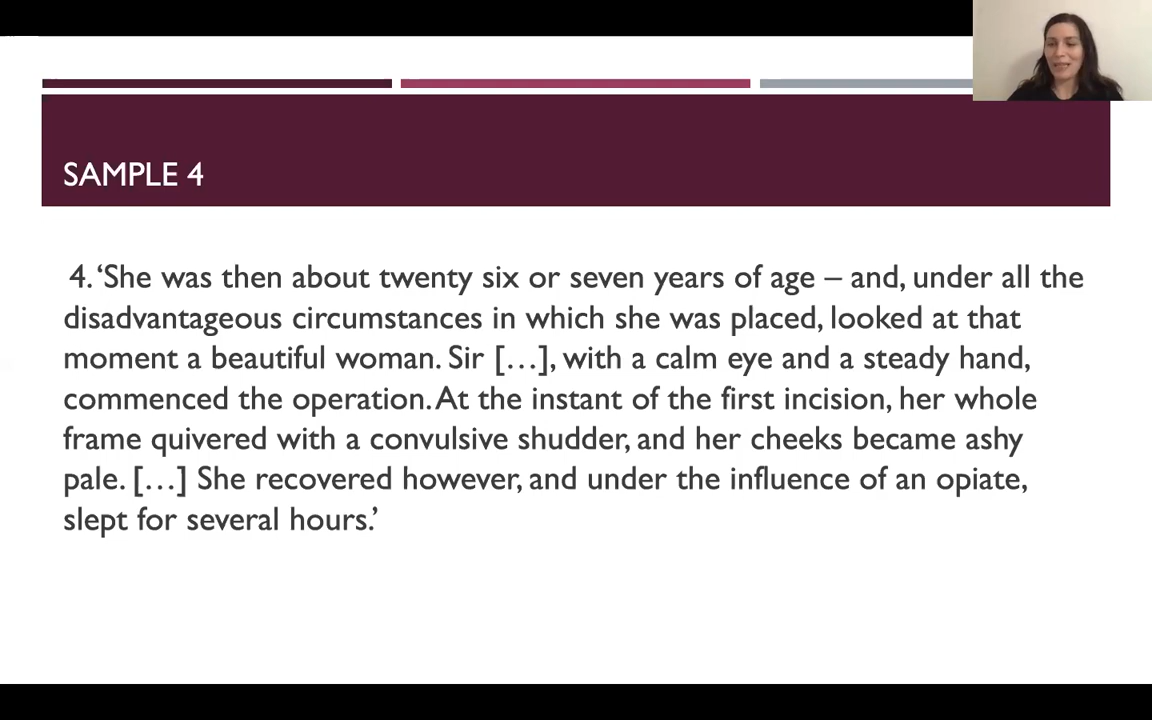 SAMPLE 4
4. ‘She was then about twenty six or seven years of age – and, under all the
disadvantageous circumstances in which she was placed, looked at that
moment a beautiful woman. Sir […], with a calm eye and a steady hand,
commenced the operation. At the instant of the first incision, her whole
frame quivered with a convulsive shudder, and her cheeks became ashy
pale. […] She recovered however, and under the influence of an opiate,
slept for several hours.’